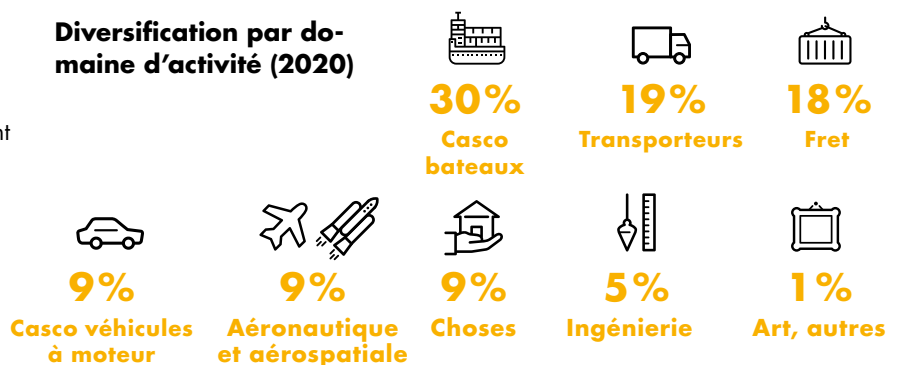 Diversification par do-
maine d'activité (2020)
nt
30%
Casco
bateaux
19%
Transporteurs
18%
Fret
9%
Casco véhicules
à moteur
9%
Aéronautique
et aérospatiale
9%
Choses
5%
Ingénierie
1%
Art, autres